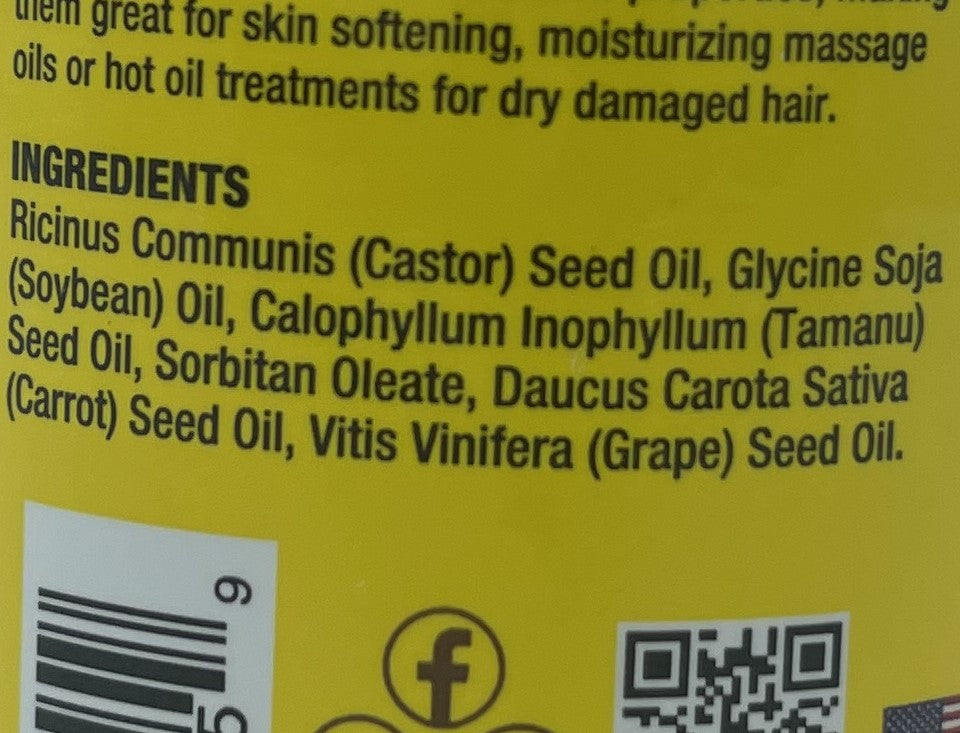 them great for skin softening, moisturizing massage
oils or hot oil treatments for dry damaged hair.
INGREDIENTS
Ricinus Communis (Castor) Seed Oil, Glycine Soja
(Soybean) Oil, Calophyllum Inophyllum (Tamanu)
Seed Oil, Sorbitan Oleate, Daucus Carota Sativa
(Carrot) Seed Oil, Vitis Vinifera (Grape) Seed Oil.
9
5
f